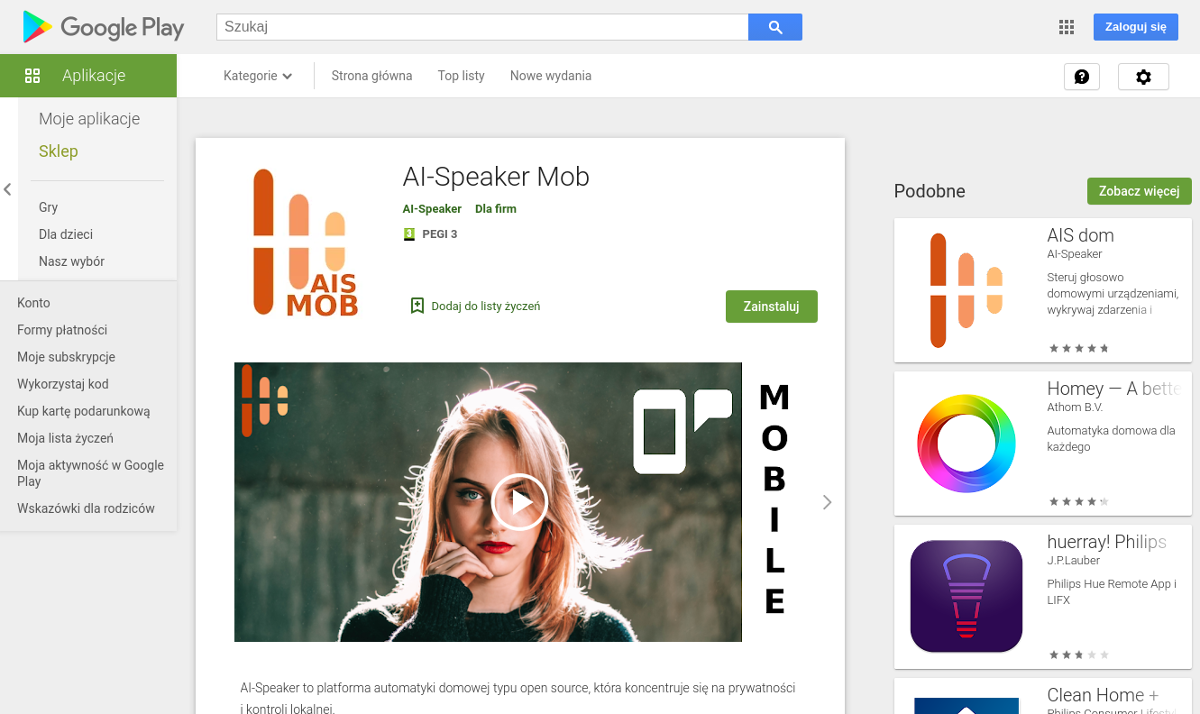 Google Play
Szukaj
Zaloguj się
Aplikacje
Kategorie
Strona główna
Top listy
Nowe wydania
Moje aplikacje
Sklep
Gry
Dla dzieci
Nasz wybór
Konto
Formy płatności
Moje subskrypcje
Wykorzystaj kod
Kup kartę podarunkową
Moja lista życzeń
Moja aktywność w Google
Play
Wskazówki dla rodziców
AIS
MOB
AI-Speaker Mob
AI-Speaker Dla firm
3 PEGI 3
Dodaj do listy życzeń
Zainstaluj
MOBILE
AI-Speaker to platforma automatyki domowej typu open source, która koncentruje się na prywatności
i kontroli lokalnej.
Podobne
Zobacz więcej
AIS dom
AI-Speaker
Steruj głosowo
domowymi urządzeniami,
wykrywaj zdarzenia i
Homey — A bette
Athom B.V.
Automatyka domowa dla
każdego
huerray! Philips
J.P.Lauber
Philips Hue Remote App i
LIFX
Clean Home +
Philips Consumer Lifestyl